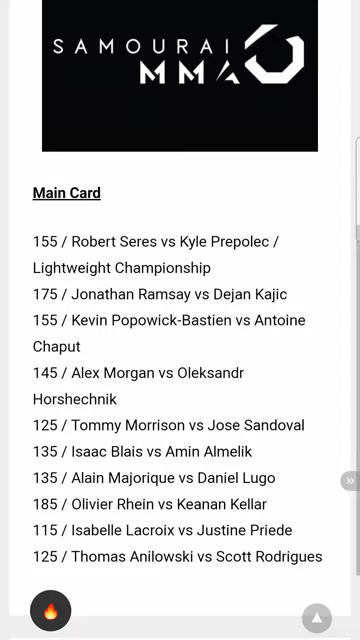 SAMOURAI
MMA 6
Main Card
155 / Robert Seres vs Kyle Prepolec /
Lightweight Championship
175 / Jonathan Ramsay vs Dejan Kajic
155 / Kevin Popowick-Bastien vs Antoine
Chaput
145 / Alex Morgan vs Oleksandr
Horshechnik
125 / Tommy Morrison vs Jose Sandoval
135 / Isaac Blais vs Amin Almelik
135 / Alain Majorique vs Daniel Lugo
185 / Olivier Rhein vs Keanan Kellar
115 / Isabelle Lacroix vs Justine Priede
125 / Thomas Anilowski vs Scott Rodrigues